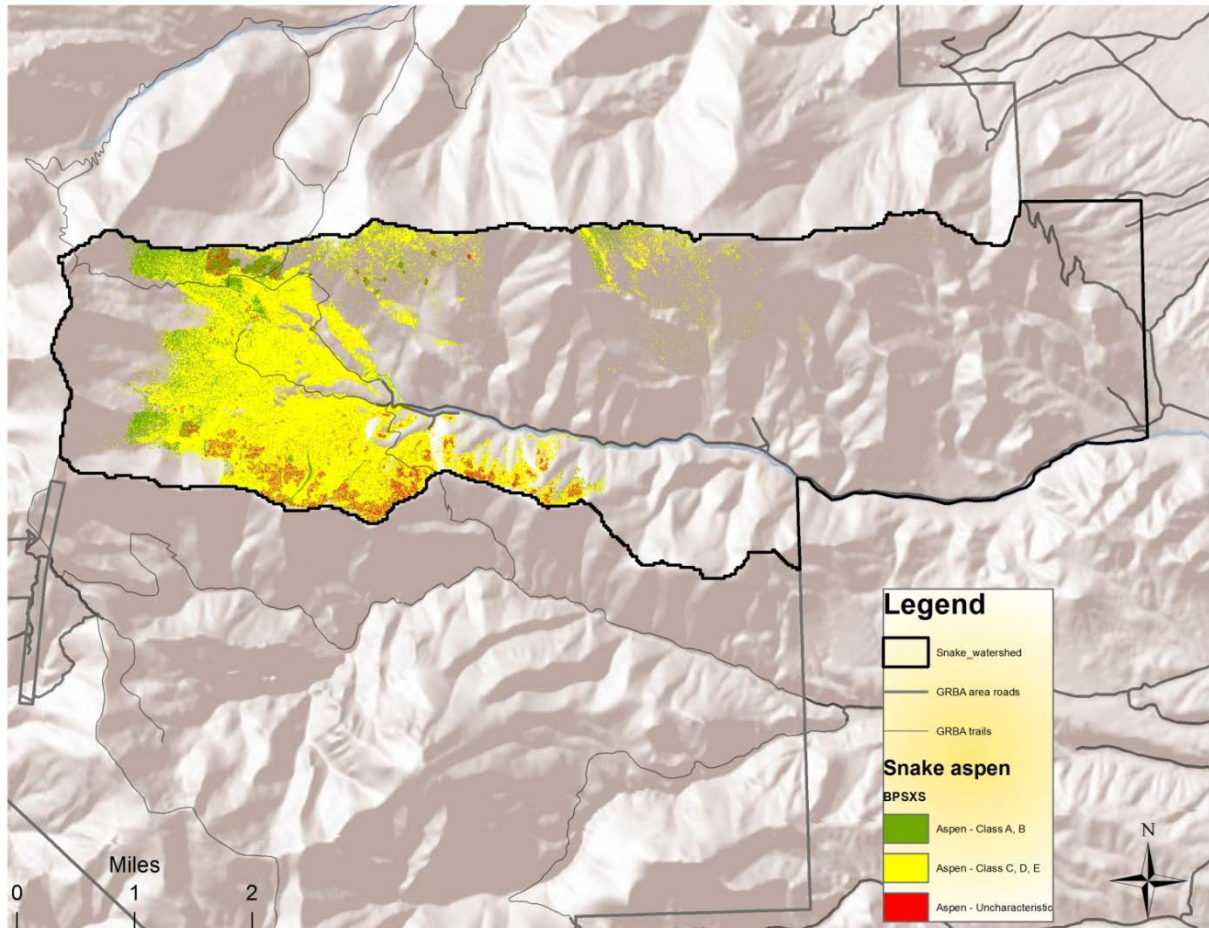 Legend
Snake_watershed
GRBA area roads
GRBA trails
Snake aspen
BPSXS
Aspen - Class A, B
Aspen - Class C, D, E
Aspen - Uncharacteristic
Miles
0 1 2
N